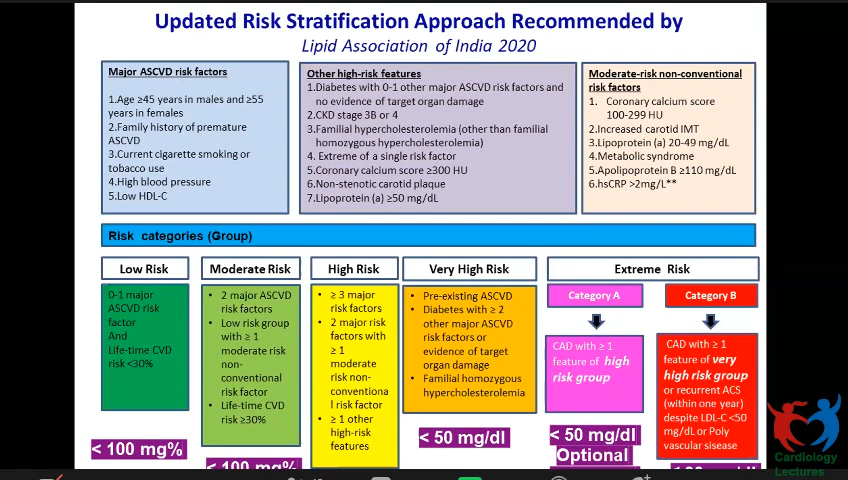 Updated Risk Stratification Approach Recommended by
Lipid Association of India 2020
Major ASCVD risk factors
1.Age ≥45 years in males and ≥55
years in females
2.Family history of premature
ASCVD
3.Current cigarette smoking or
tobacco use
4.High blood pressure
5.Low HDL-C
Other high-risk features
1.Diabetes with 0-1 other major ASCVD risk factors and
no evidence of target organ damage
2.CKD stage 3B or 4
3.Familial hypercholesterolemia (other than familial
homozygous hypercholesterolemia)
4. Extreme of a single risk factor
5.Coronary calcium score ≥300 HU
6.Non-stenotic carotid plaque
7.Lipoprotein (a) ≥50 mg/dL
Moderate-risk non-conventional
risk factors
1. Coronary calcium score
100-299 HU
2.Increased carotid IMT
3.Lipoprotein (a) 20-49 mg/dL
4.Metabolic syndrome
5.Apolipoprotein B ≥110 mg/dL
6.hsCRP >2mg/L**
Risk categories (Group)
Low Risk
0-1 major
ASCVD risk
factor
And
Life-time CVD
risk <30%
< 100 mg%
Moderate Risk
• 2 major ASCVD
risk factors
• Low risk group
with ≥ 1
moderate risk
non-
conventional
risk factor
• Life-time CVD
risk ≥30%
< 100 mg%
High Risk
• ≥ 3 major
risk factors
• 2 major risk
factors with
≥ 1
moderate
risk non-
conventiona
l risk factor
• ≥ 1 other
high-risk
features
Very High Risk
• Pre-existing ASCVD
• Diabetes with ≥ 2
other major ASCVD
risk factors or
evidence of target
organ damage
• Familial homozygous
hypercholesterolemia
< 50 mg/dl
Extreme Risk
Category A
CAD with ≥ 1
feature of high
risk group
< 50 mg/dl
Optional
Category B
CAD with ≥ 1
feature of very
high risk group
or recurrent ACS
(within one year)
despite LDL-C <50
mg/dL or Poly
vascular sisease
Cardiology
Lectures